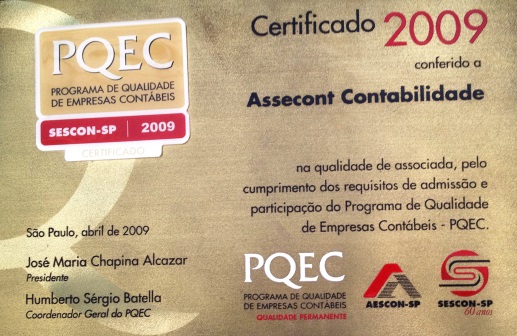 PQEC
PROGRAMA DE QUALIDADE
DE EMPRESAS CONTÁBEIS
SESCON-SP | 2009
CERTIFICADO
Certificado 2009
conferido a
Assecont Contabilidade
na qualidade de associada, pelo
cumprimento dos requisitos de admissão e
participação do Programa de Qualidade
de Empresas Contábeis - PQEC.
São Paulo, abril de 2009
José Maria Chapina Alcazar
Presidente
Humberto Sérgio Batella
Coordenador Geral do PQEC
PQEC
PROGRAMA DE QUALIDADE
DE EMPRESAS CONTÁBEIS
QUALIDADE PERMANENTE
AESCON-SP
SESCON-SP
60 anos